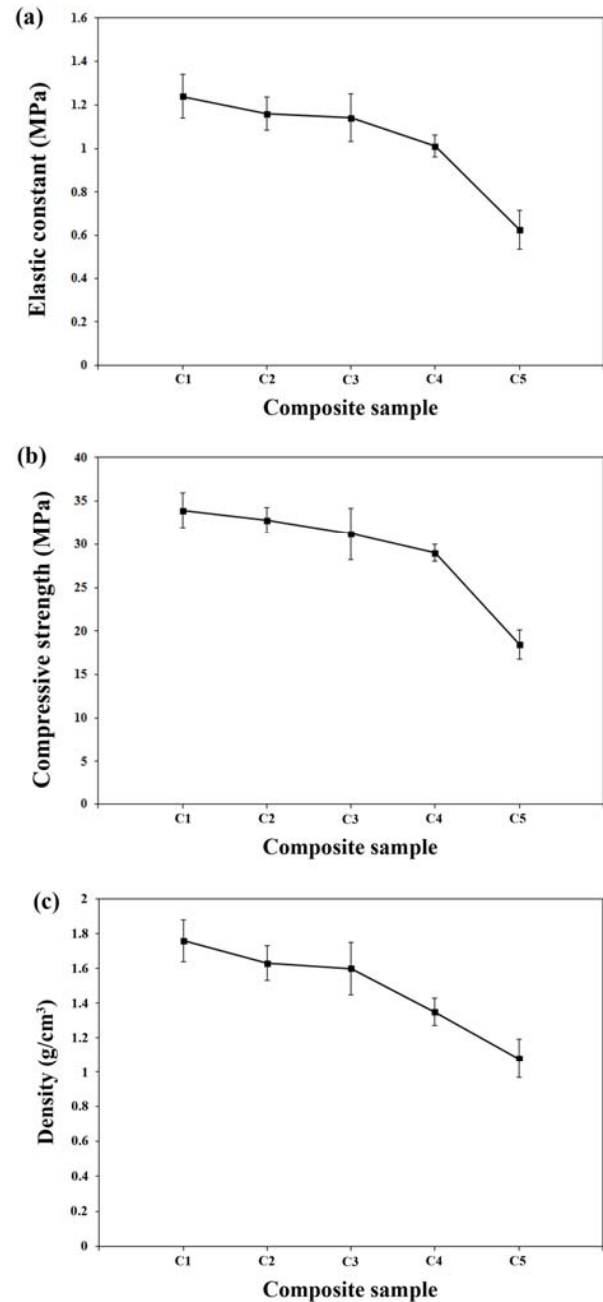 (a)
Elastic constant (MPa)
1.6
1.4
1.2
1
0.8
0.6
0.4
0.2
0
C1 C2 C3 C4 C5
Composite sample
(b)
Compressive strength (MPa)
40
35
30
25
20
15
10
5
0
C1 C2 C3 C4 C5
Composite sample
(c)
Density (g/cm³)
2
1.8
1.6
1.4
1.2
1
0.8
0.6
0.4
0.2
0
C1 C2 C3 C4 C5
Composite sample